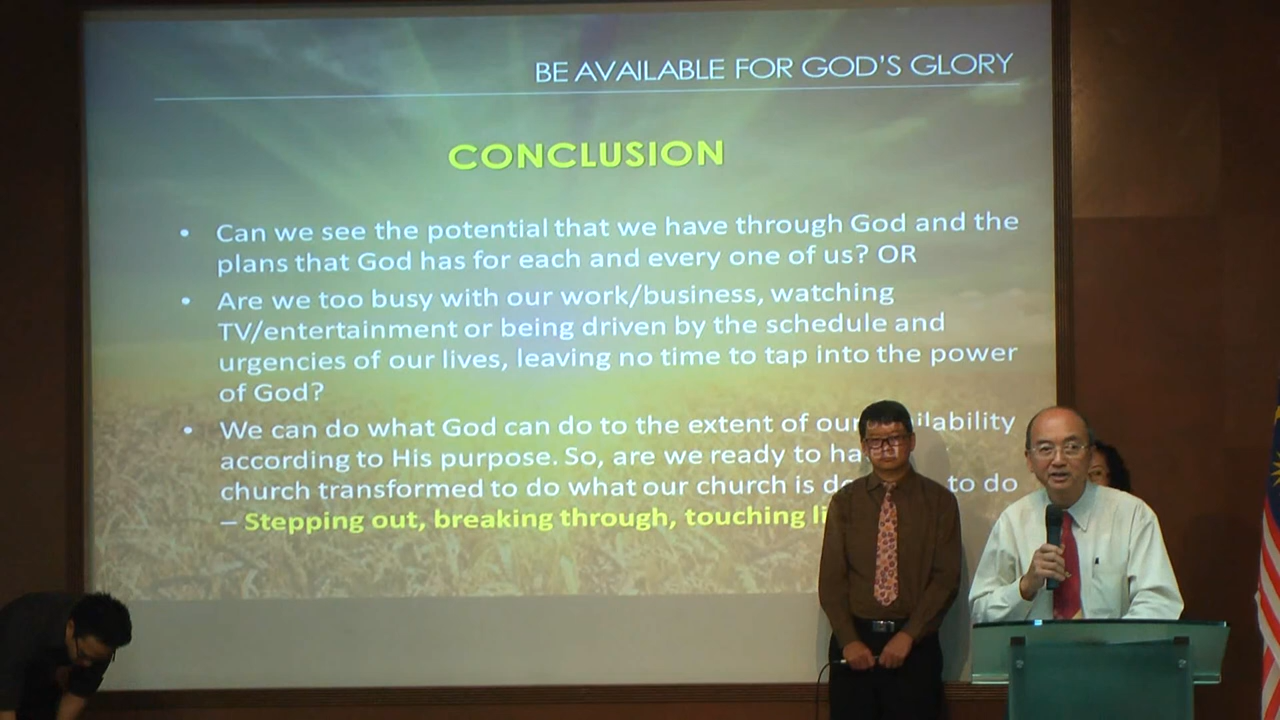 BE AVAILABLE FOR GOD'S GLORY
CONCLUSION
• Can we see the potential that we have through God and the
plans that God has for each and every one of us? OR
• Are we too busy with our work/business, watching
TV/entertainment or being driven by the schedule and
urgencies of our lives, leaving no time to tap into the power
of God?
• We can do what God can do to the extent of our ilability
according to His purpose. So, are we ready to ha
church transformed to do what our church is de to do
– Stepping out, breaking through, touching li